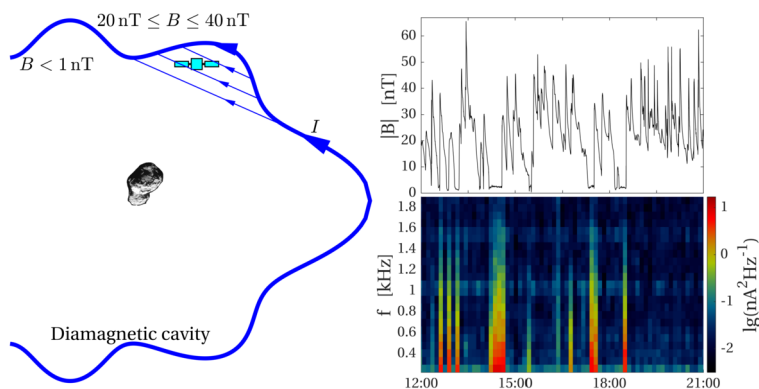 20 nT ≤ B ≤ 40 nT
B < 1 nT
I
Diamagnetic cavity
|B| [nT]
60
50
40
30
20
10
0
f [kHz]
1.8
1.6
1.4
1.2
1
0.8
0.6
0.4
12:00 15:00 18:00 21:00
1
0
-1
-2
lg(nA²Hz⁻¹)